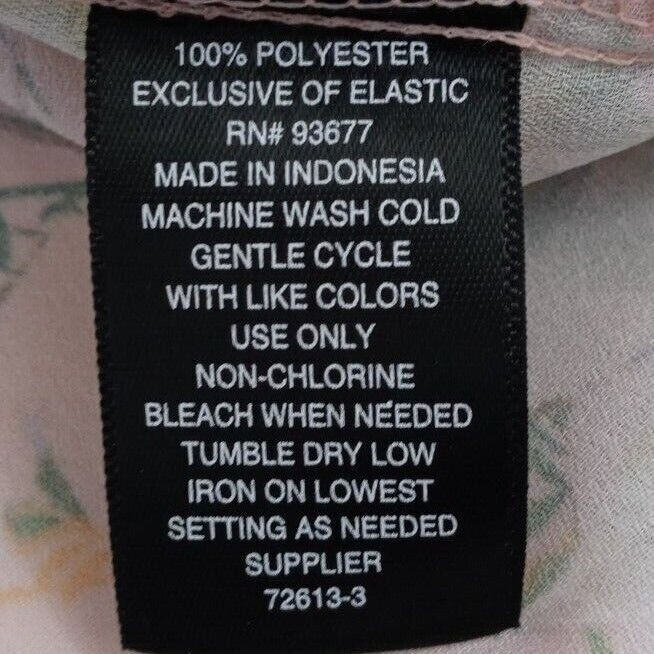 100% POLYESTER
EXCLUSIVE OF ELASTIC
RN# 93677
MADE IN INDONESIA
MACHINE WASH COLD
GENTLE CYCLE
WITH LIKE COLORS
USE ONLY
NON-CHLORINE
BLEACH WHEN NEEDED
TUMBLE DRY LOW
IRON ON LOWEST
SETTING AS NEEDED
SUPPLIER
72613-3